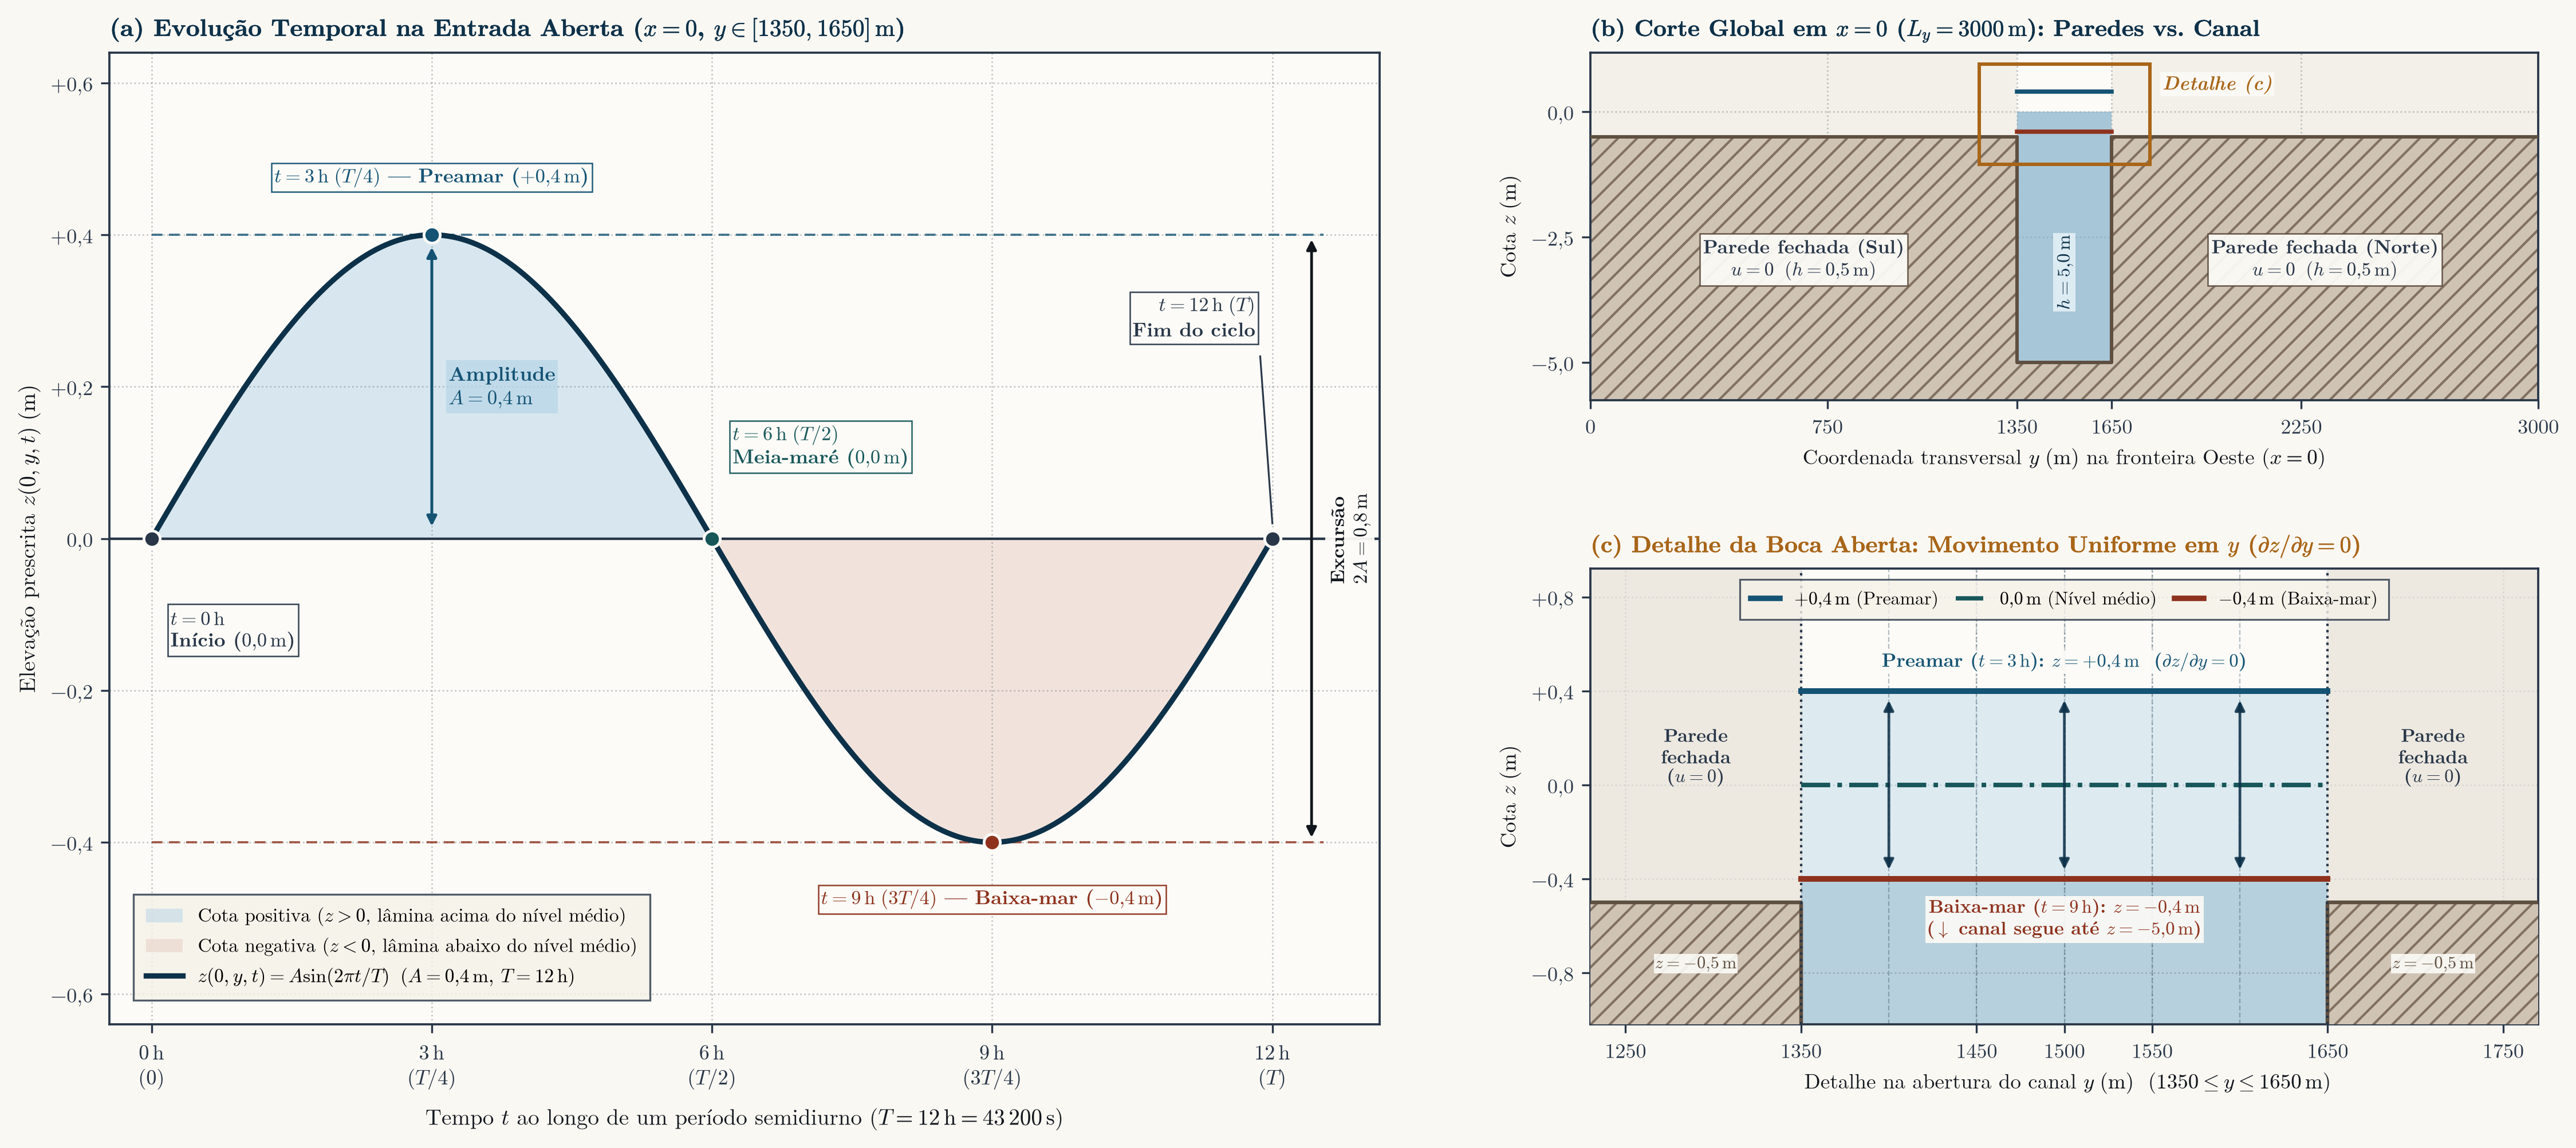 (a) Evolução Temporal na Entrada Aberta (x = 0, y ∈ [1350, 1650] m)
Elevação prescrita z(0, y, t) (m)
+0,6
+0,4
+0,2
0,0
−0,2
−0,4
−0,6
t = 3 h (T/4) — Preamar (+0,4 m)
Amplitude
A = 0,4 m
t = 12 h (T)
Fim do ciclo
t = 6 h (T/2)
Meia-maré (0,0 m)
Excursão
2A = 0,8 m
t = 0 h
Início (0,0 m)
t = 9 h (3T/4) — Baixa-mar (−0,4 m)
Cota positiva (z > 0, lâmina acima do nível médio)
Cota negativa (z < 0, lâmina abaixo do nível médio)
z(0, y, t) = A sin(2πt/T) (A = 0,4 m, T = 12 h)
0 h
(0)
3 h
(T/4)
6 h
(T/2)
9 h
(3T/4)
12 h
(T)
Tempo t ao longo de um período semidiurno (T = 12 h = 43 200 s)
(b) Corte Global em x = 0 (Ly = 3000 m): Paredes vs. Canal
Cota z (m)
0,0
−2,5
−5,0
Detalhe (c)
Parede fechada (Sul)
u = 0 (h = 0,5 m)
h = 5,0 m
Parede fechada (Norte)
u = 0 (h = 0,5 m)
0 750 1350 1650 2250 3000
Coordenada transversal y (m) na fronteira Oeste (x = 0)
(c) Detalhe da Boca Aberta: Movimento Uniforme em y (∂z/∂y = 0)
Cota z (m)
+0,8
+0,4
0,0
−0,4
−0,8
+0,4 m (Preamar) 0,0 m (Nível médio) −0,4 m (Baixa-mar)
Preamar (t = 3 h): z = +0,4 m (∂z/∂y = 0)
Parede
fechada
(u = 0)
Parede
fechada
(u = 0)
Baixa-mar (t = 9 h): z = −0,4 m
(↓ canal segue até z = −5,0 m)
z = −0,5 m
z = −0,5 m
1250 1350 1450 1500 1550 1650 1750
Detalhe na abertura do canal y (m) (1350 ≤ y ≤ 1650 m)